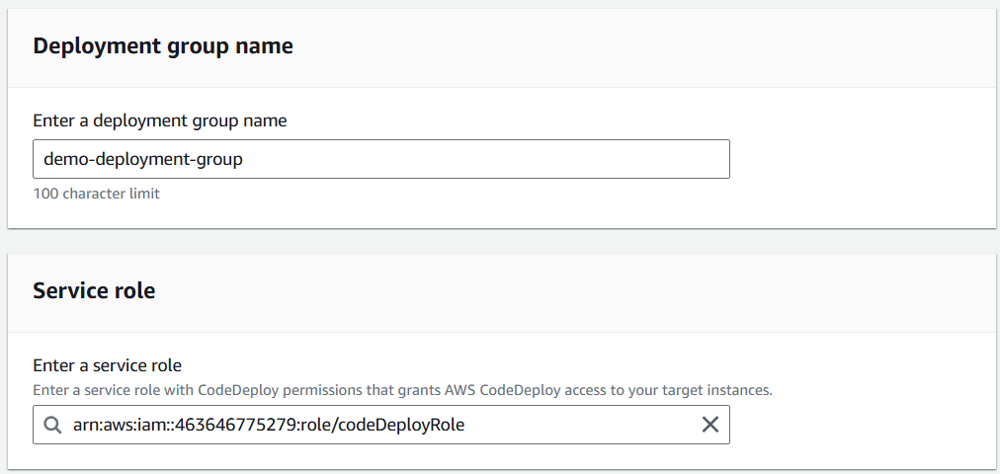 Deployment group name
Enter a deployment group name
demo-deployment-group
100 character limit
Service role
Enter a service role
Enter a service role with CodeDeploy permissions that grants AWS CodeDeploy access to your target instances.
arn:aws:iam::463646775279:role/codeDeployRole